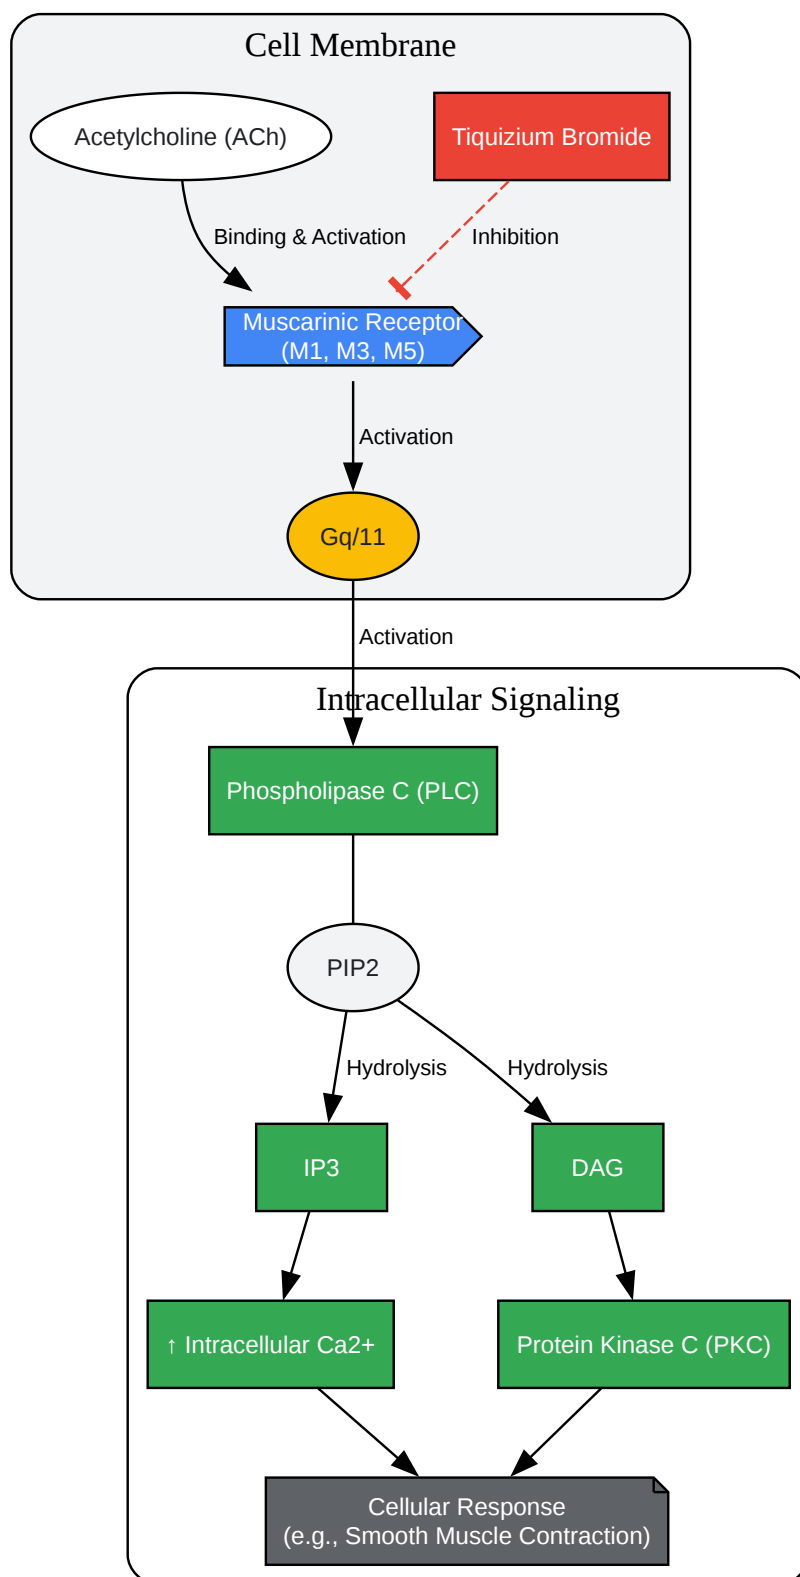 Cell Membrane
Acetylcholine (ACh)
Tiquizium Bromide
Binding & Activation
Inhibition
Muscarinic Receptor
(M1, M3, M5)
Activation
Gq/11
Activation
Intracellular Signaling
Phospholipase C (PLC)
PIP2
Hydrolysis
Hydrolysis
IP3
DAG
↑ Intracellular Ca2+
Protein Kinase C (PKC)
Cellular Response
(e.g., Smooth Muscle Contraction)